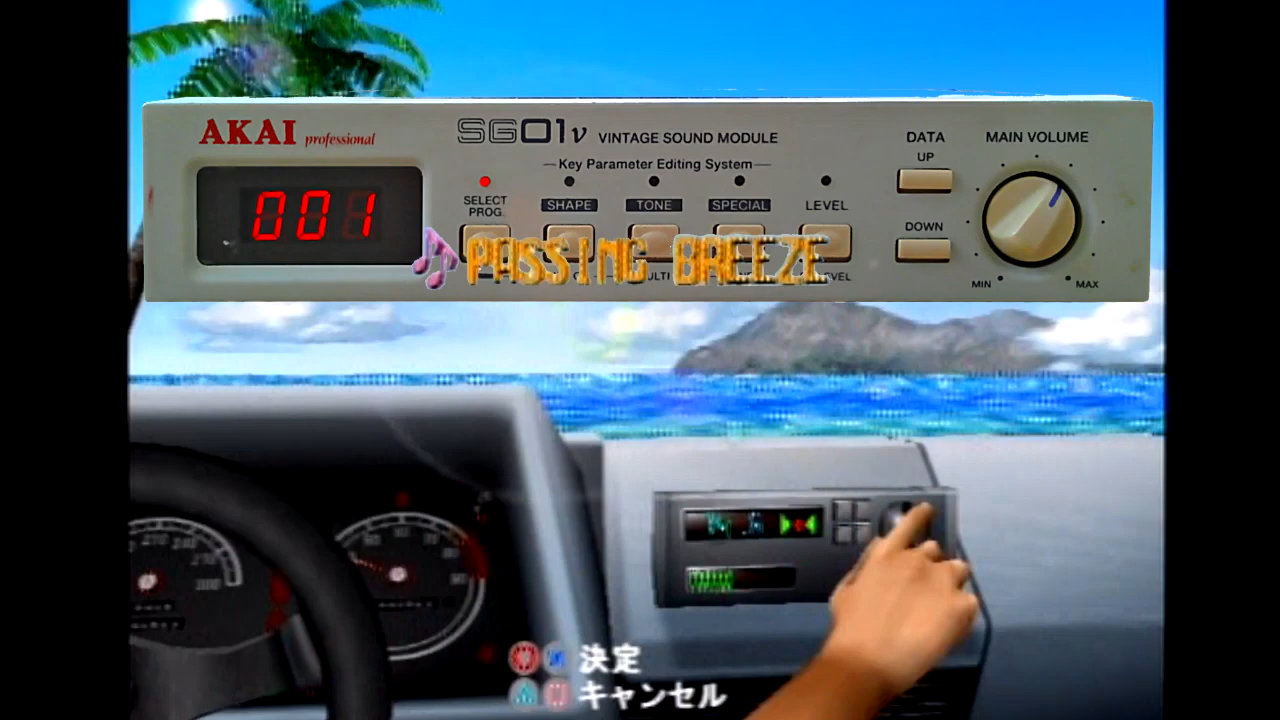 AKAI professional
SG01v VINTAGE SOUND MODULE
Key Parameter Editing System
DATA
UP
DOWN
MAIN VOLUME
MIN
MAX
001
SELECT PROG.
SHAPE
TONE
SPECIAL
LEVEL
♫ PASSING BREEZE
決定
キャンセル